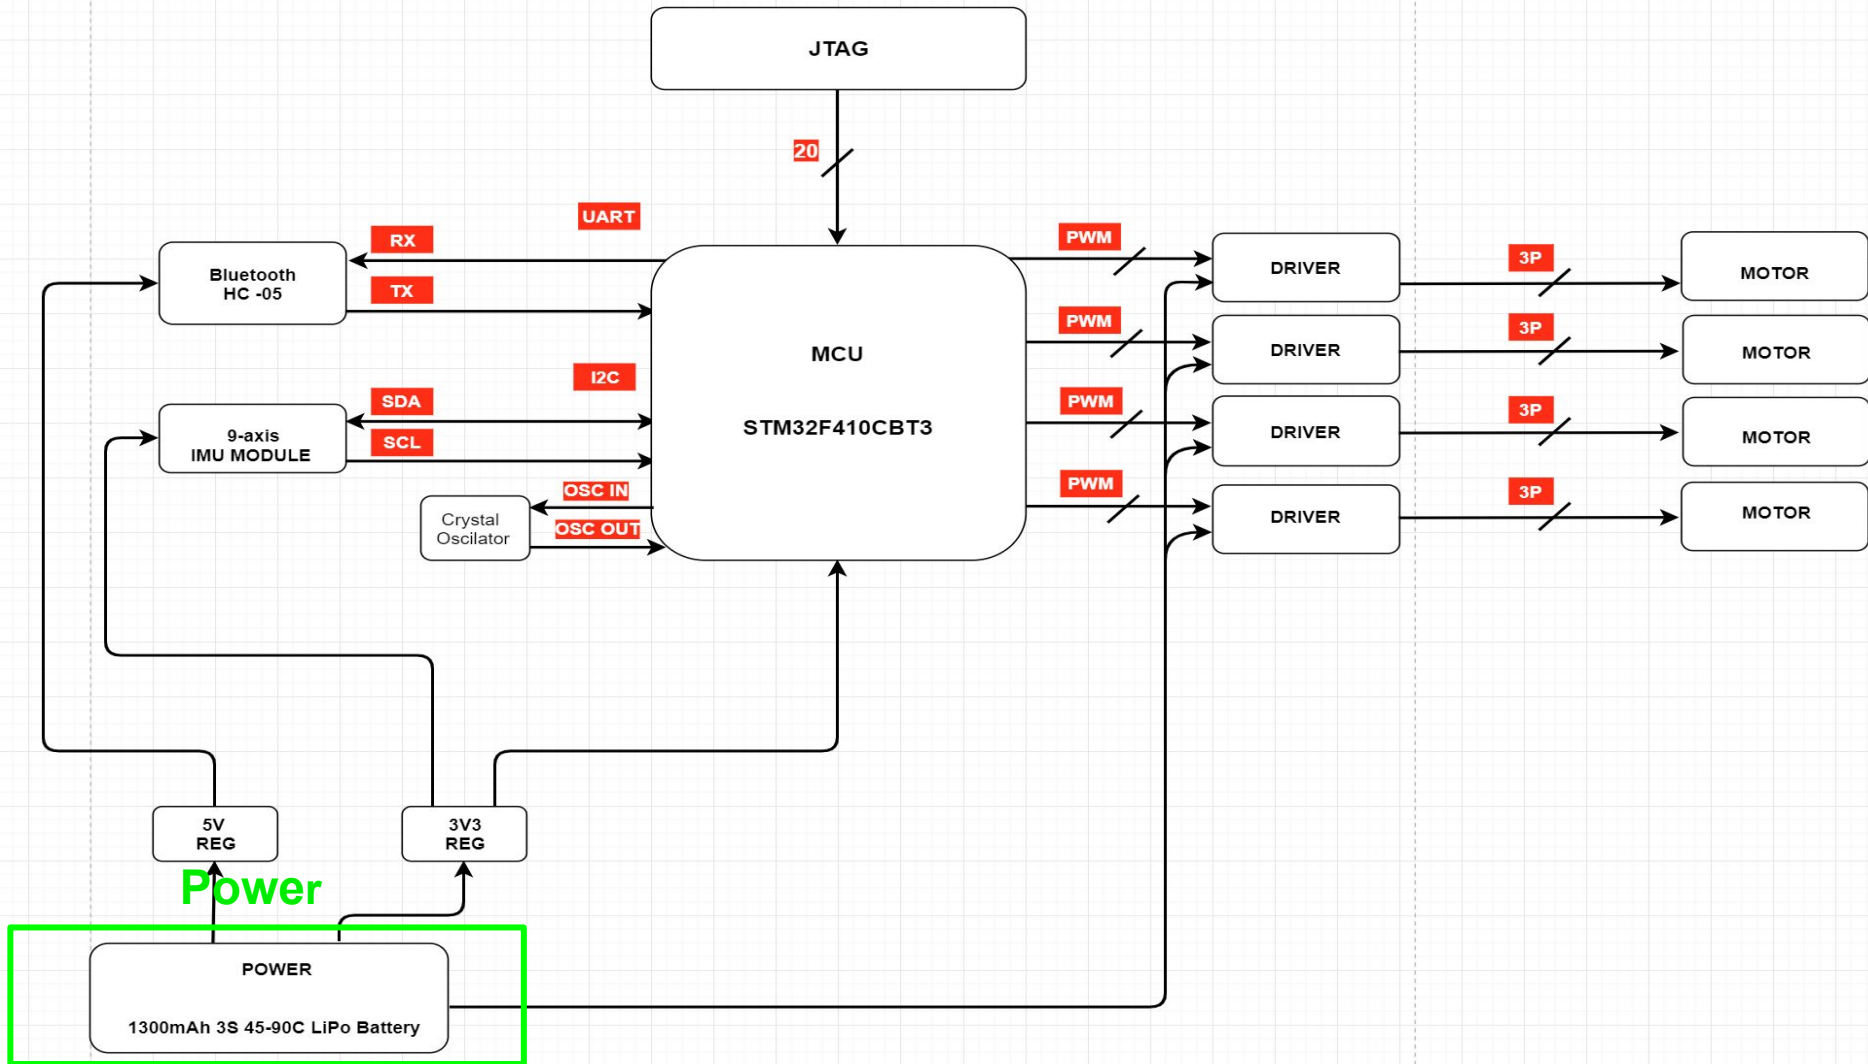 JTAG
20
UART
RX
TX
Bluetooth
HC -05
I2C
SDA
SCL
9-axis
IMU MODULE
OSC IN
OSC OUT
Crystal
Oscilator
MCU
STM32F410CBT3
PWM
DRIVER
3P
MOTOR
PWM
DRIVER
3P
MOTOR
PWM
DRIVER
3P
MOTOR
PWM
DRIVER
3P
MOTOR
5V
REG
3V3
REG
Power
POWER
1300mAh 3S 45-90C LiPo Battery